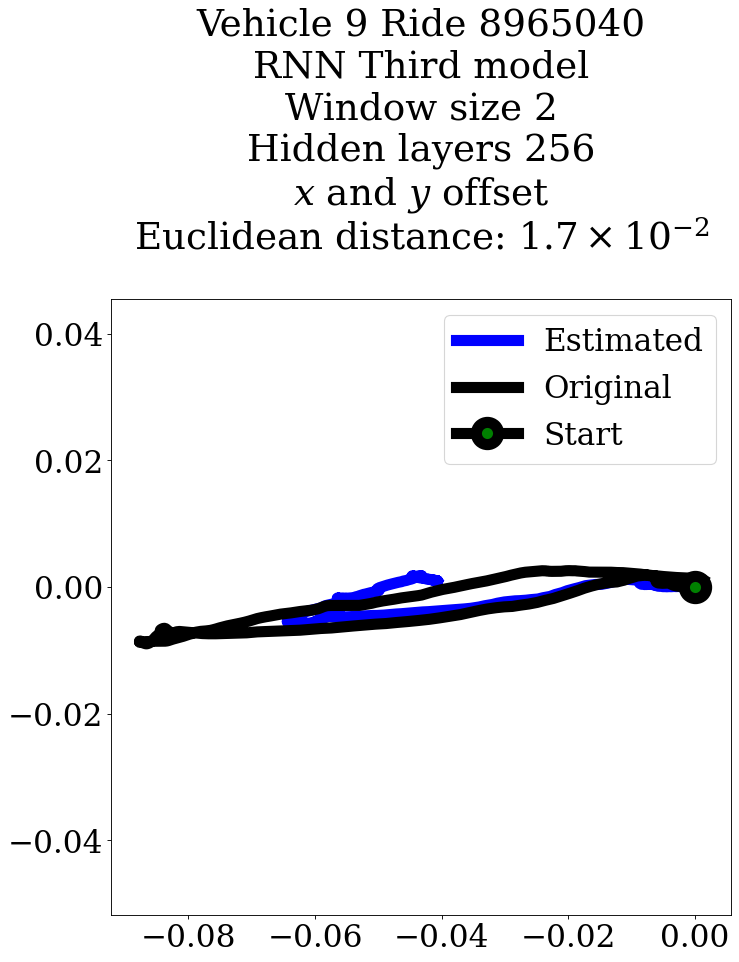 Vehicle 9 Ride 8965040
RNN Third model
Window size 2
Hidden layers 256
x and y offset
Euclidean distance: 1.7 × 10⁻²
Estimated
Original
Start
0.04
0.02
0.00
−0.02
−0.04
−0.08
−0.06
−0.04
−0.02
0.00